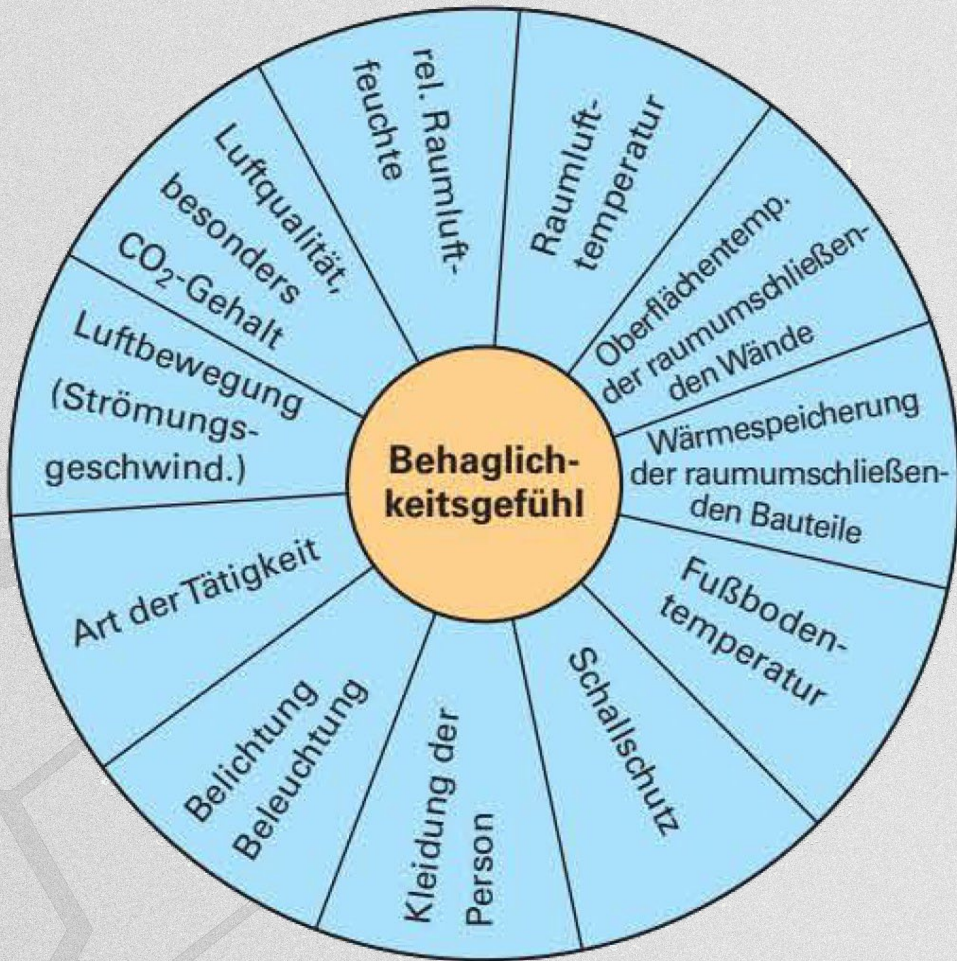 Behaglich-
keitsgefühl
rel. Raumluft-
feuchte
Raumluft-
temperatur
Oberflächentemp.
der raumumschließen-
den Wände
Wärmespeicherung
der raumumschließen-
den Bauteile
Fußboden-
temperatur
Schallschutz
Kleidung der
Person
Belichtung
Beleuchtung
Art der Tätigkeit
Luftbewegung
(Strömungs-
geschwind.)
Luftqualität,
besonders
CO₂-Gehalt